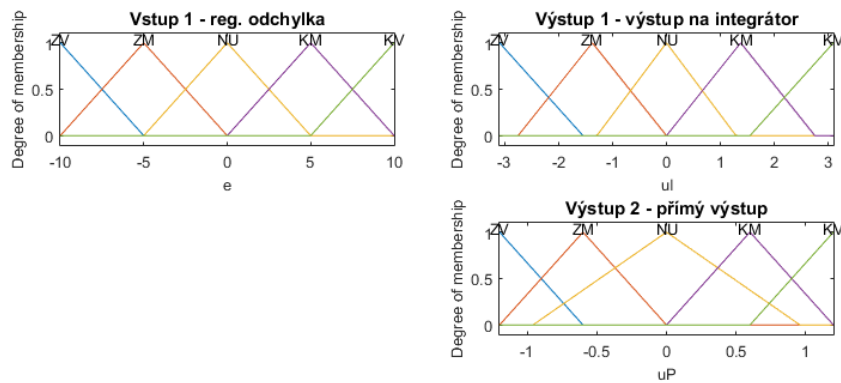 Vstup 1 - reg. odchylka
ZV ZM NU KM KV
Degree of membership
1
0.5
0
-10 -5 0 5 10
e
Výstup 1 - výstup na integrátor
ZV ZM NU KM KV
Degree of membership
1
0.5
0
-3 -2 -1 0 1 2 3
uI
Výstup 2 - přímý výstup
ZV ZM NU KM KV
Degree of membership
1
0.5
0
-1 -0.5 0 0.5 1
uP